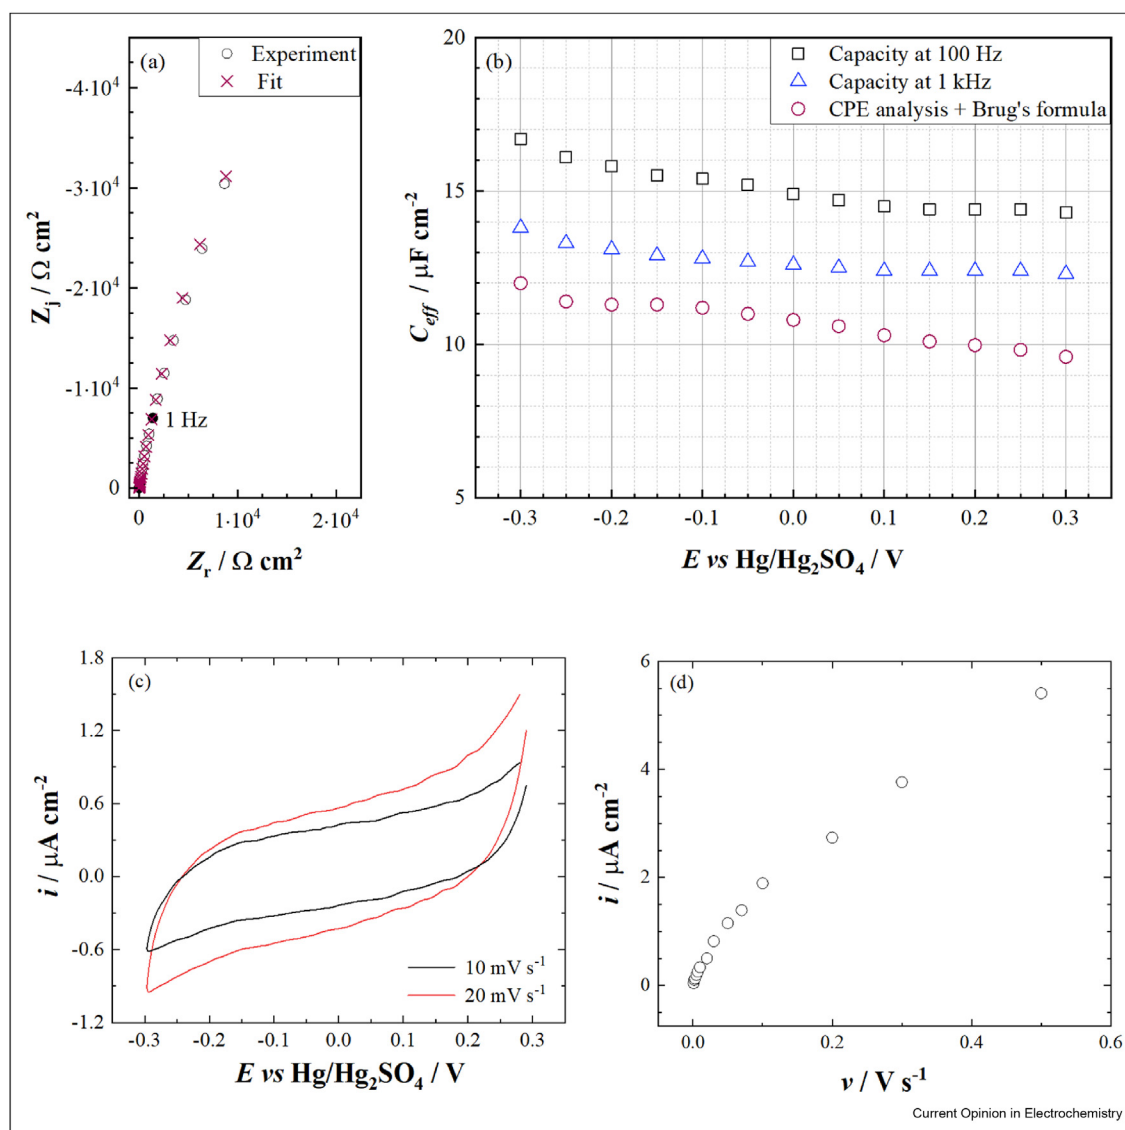 (a)
Experiment
Fit
-4·10⁴
-3·10⁴
-2·10⁴
-1·10⁴
0
Zj / Ω cm²
1 Hz
0
1·10⁴
2·10⁴
Zr / Ω cm²
(b)
Capacity at 100 Hz
Capacity at 1 kHz
CPE analysis + Brug's formula
20
15
10
5
Ceff / µF cm⁻²
-0.3
-0.2
-0.1
0.0
0.1
0.2
0.3
E vs Hg/Hg₂SO₄ / V
(c)
1.8
1.2
0.6
0.0
-0.6
-1.2
i / µA cm⁻²
10 mV s⁻¹
20 mV s⁻¹
-0.3
-0.2
-0.1
0.0
0.1
0.2
0.3
E vs Hg/Hg₂SO₄ / V
(d)
6
4
2
0
i / µA cm⁻²
0.0
0.2
0.4
0.6
v / V s⁻¹
Current Opinion in Electrochemistry